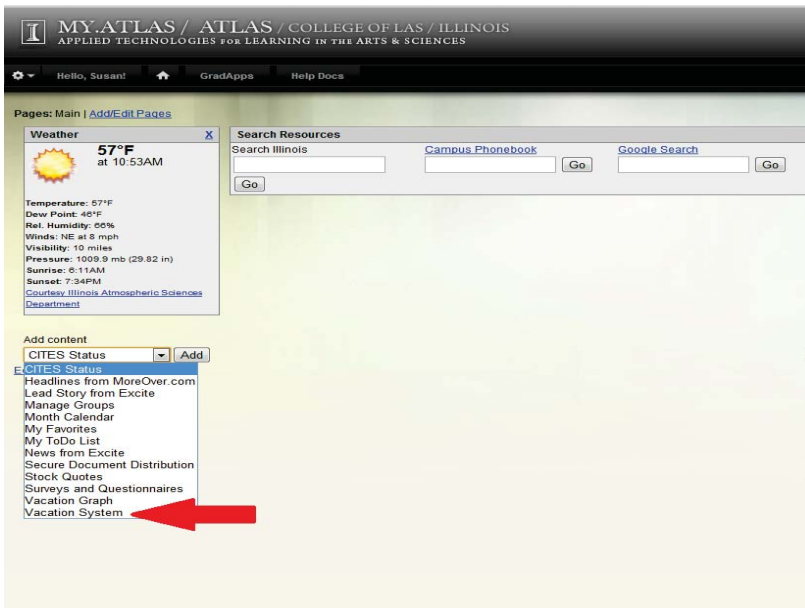 I MY.ATLAS / ATLAS / COLLEGE OF LAS / ILLINOIS
APPLIED TECHNOLOGIES FOR LEARNING IN THE ARTS & SCIENCES
Hello, Susan! GradApps Help Docs
Pages: Main | Add/Edit Pages
Weather X
57°F
at 10:53AM
Temperature: 57°F
Dew Point: 46°F
Rel. Humidity: 66%
Winds: NE at 8 mph
Visibility: 10 miles
Pressure: 1009.9 mb (29.82 in)
Sunrise: 6:11AM
Sunset: 7:34PM
Courtesy Illinois Atmospheric Sciences
Department
Search Resources
Search Illinois Campus Phonebook Google Search
Go Go
Go
Add content
CITES Status Add
CITES Status
Headlines from MoreOver.com
Lead Story from Excite
Manage Groups
Month Calendar
My Favorites
My ToDo List
News from Excite
Secure Document Distribution
Stock Quotes
Surveys and Questionnaires
Vacation Graph
Vacation System